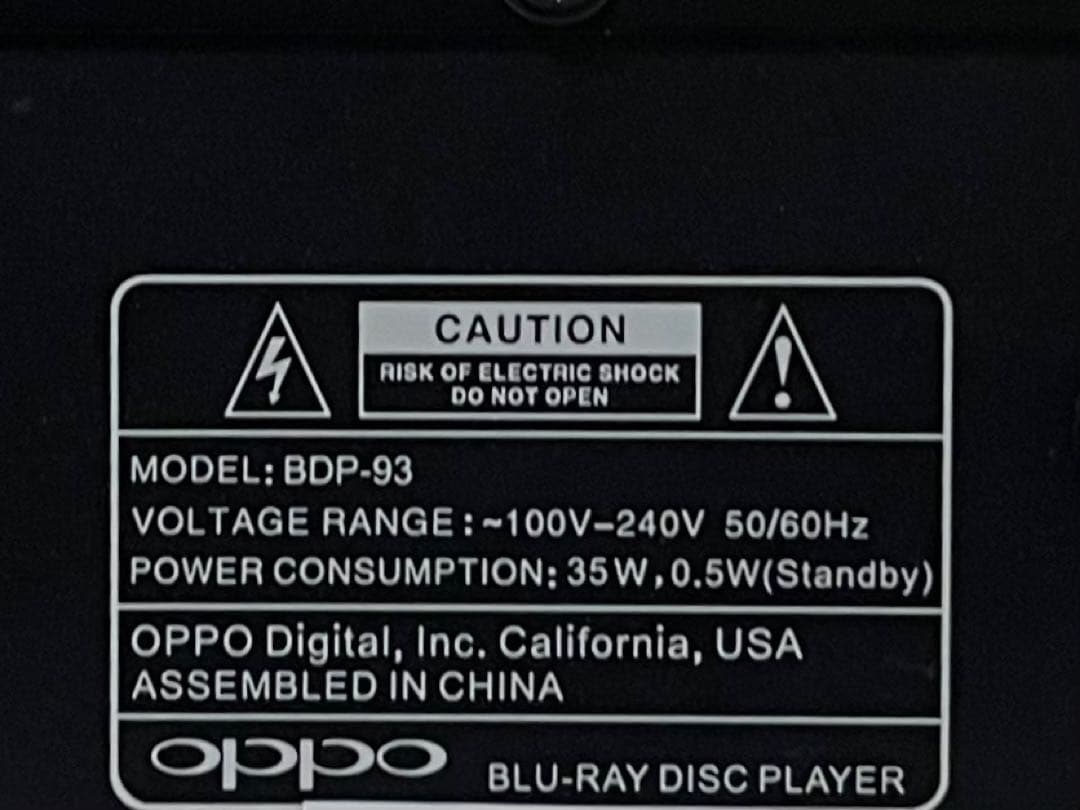 CAUTION
RISK OF ELECTRIC SHOCK
DO NOT OPEN
MODEL: BDP-93
VOLTAGE RANGE : ~100V–240V 50/60Hz
POWER CONSUMPTION: 35W, 0.5W(Standby)
OPPO Digital, Inc. California, USA
ASSEMBLED IN CHINA
oppo BLU-RAY DISC PLAYER